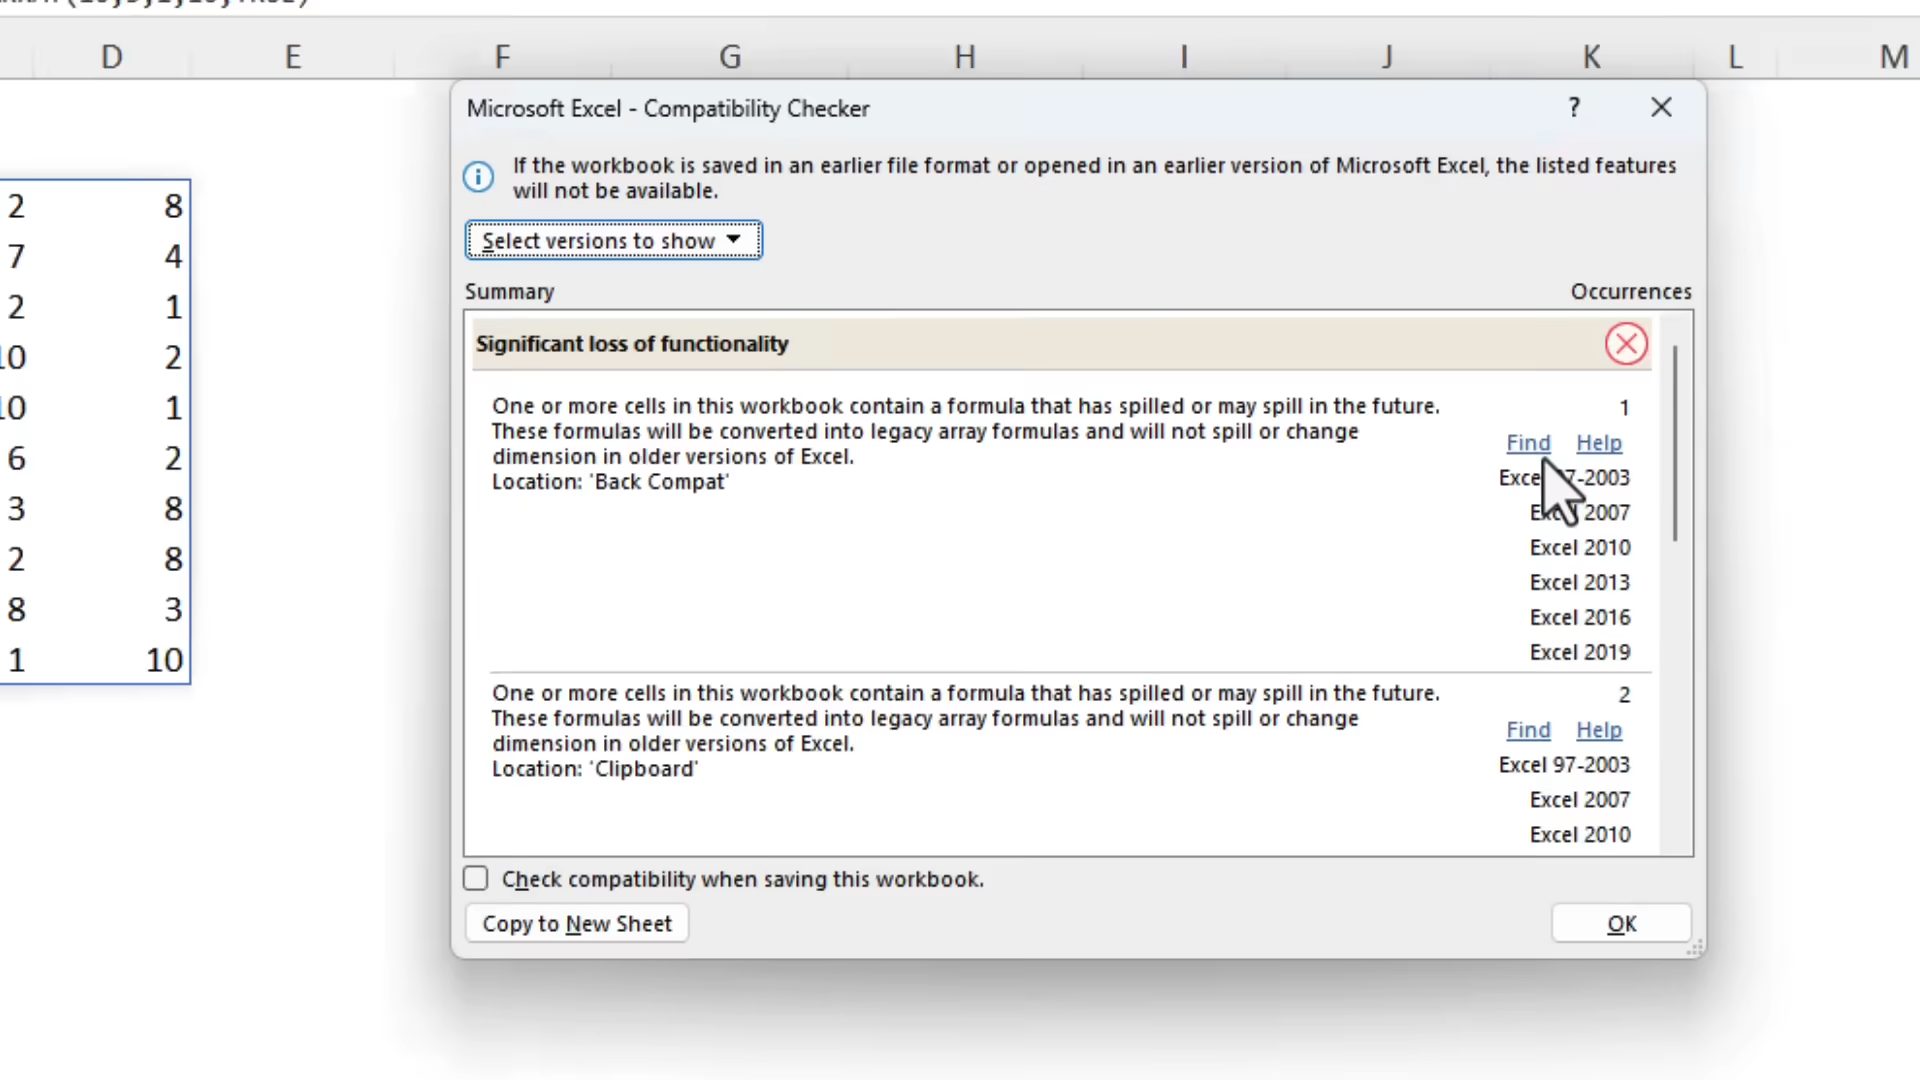 D E F G H I J K L M
Microsoft Excel - Compatibility Checker ?
If the workbook is saved in an earlier file format or opened in an earlier version of Microsoft Excel, the listed features
will not be available.
Select versions to show
Summary Occurrences
Significant loss of functionality
One or more cells in this workbook contain a formula that has spilled or may spill in the future. 1
These formulas will be converted into legacy array formulas and will not spill or change Find Help
dimension in older versions of Excel.
Location: 'Back Compat'
2003
2007
Excel 2010
Excel 2013
Excel 2016
Excel 2019
One or more cells in this workbook contain a formula that has spilled or may spill in the future. 2
These formulas will be converted into legacy array formulas and will not spill or change Find Help
dimension in older versions of Excel.
Location: 'Clipboard' Excel 97-2003
Excel 2007
Excel 2010
Check compatibility when saving this workbook.
Copy to New Sheet OK
2 8
7 4
2 1
10 2
10 1
6 2
3 8
2 8
8 3
1 10